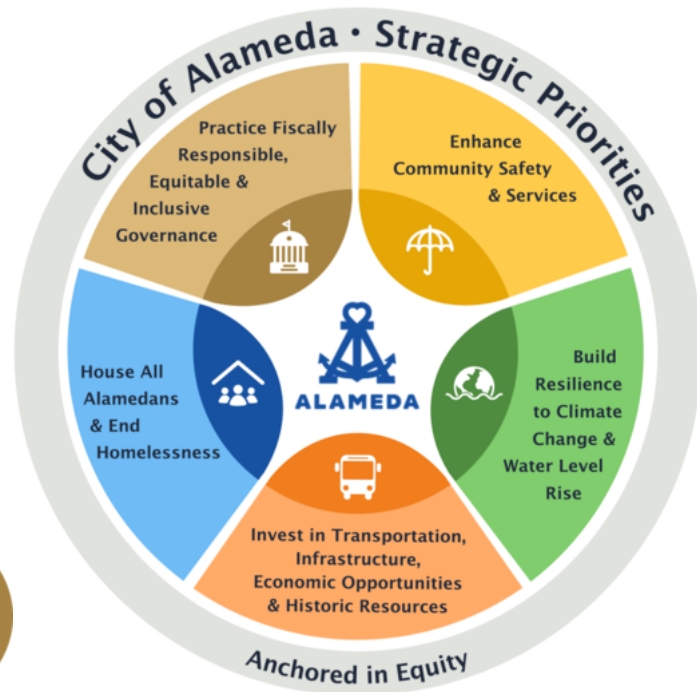 City of Alameda • Strategic Priorities
Practice Fiscally
Responsible,
Equitable &
Inclusive
Governance
Enhance
Community Safety
& Services
House All
Alamedans
& End
Homelessness
ALAMEDA
Build
Resilience
to Climate
Change &
Water Level
Rise
Invest in Transportation,
Infrastructure,
Economic Opportunities
& Historic Resources
Anchored in Equity